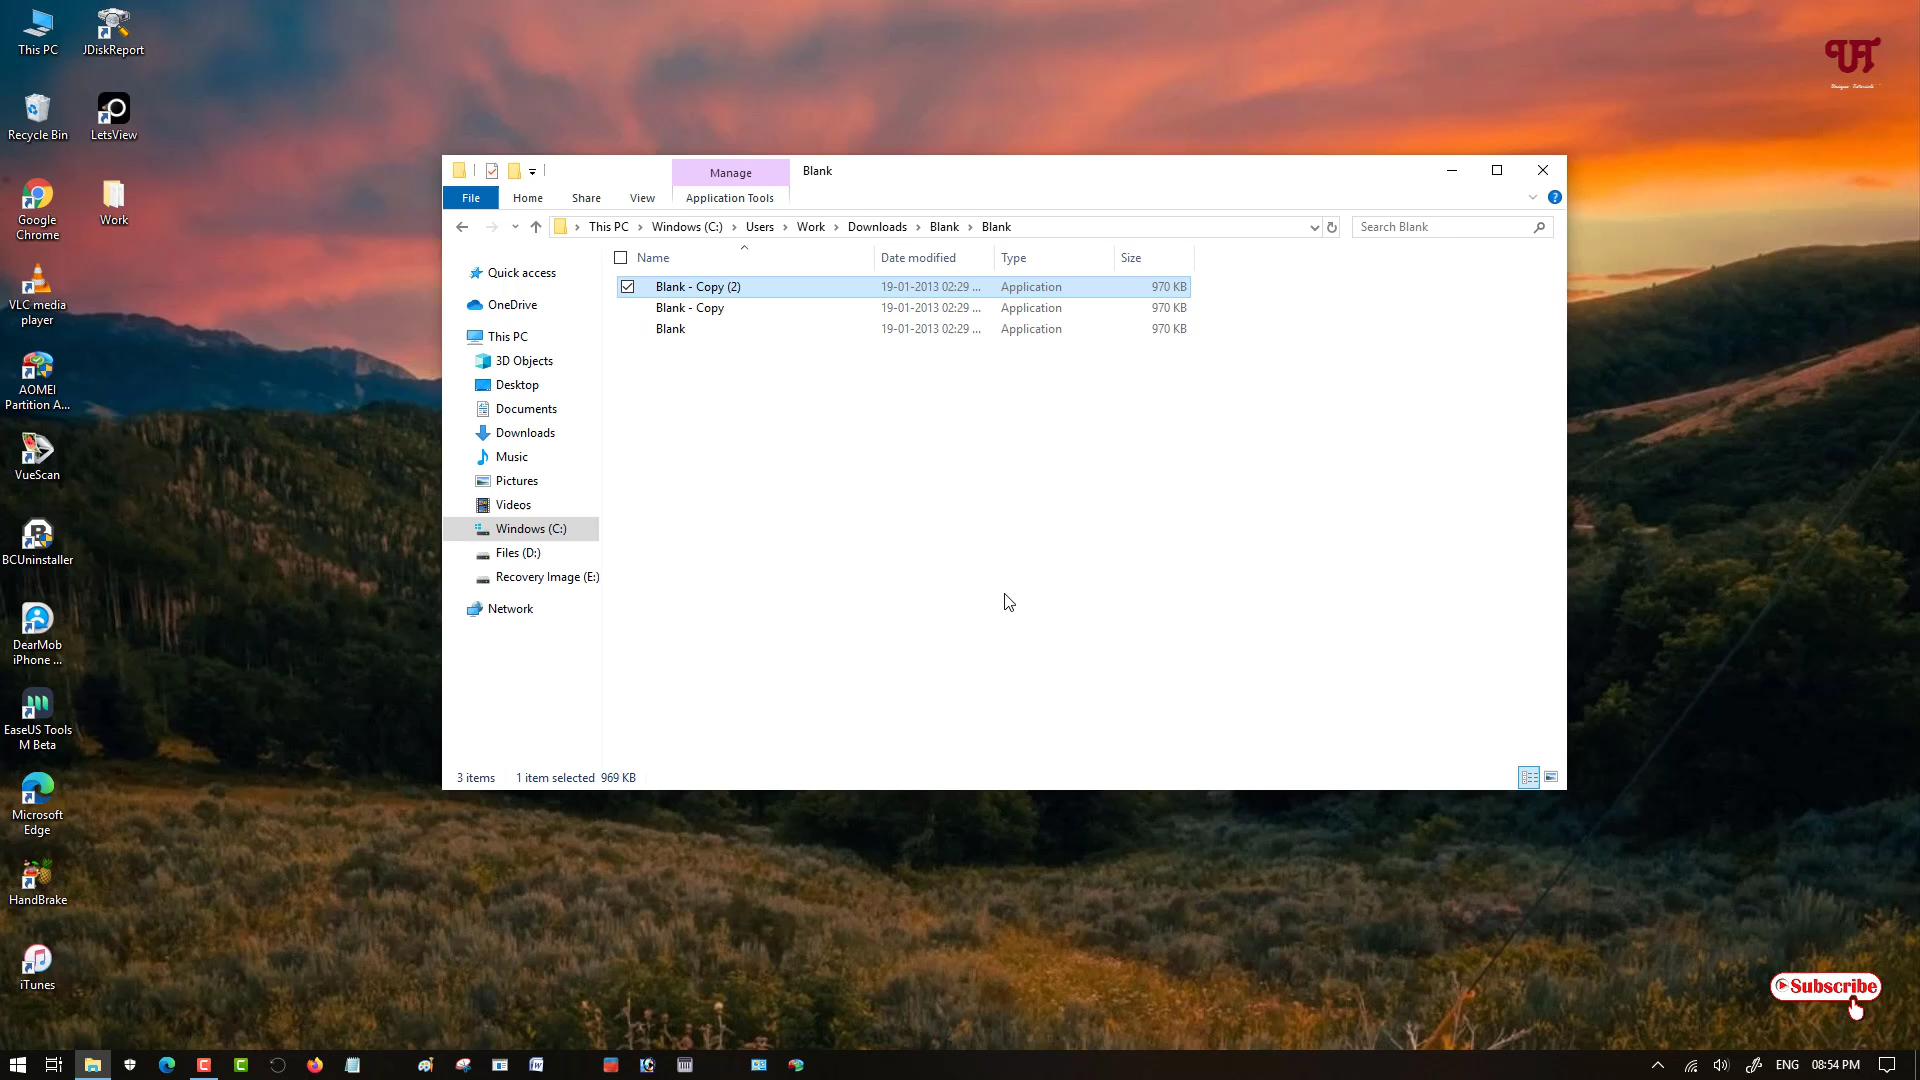 This PC
JDiskReport
Recycle Bin
LetsView
Google
Chrome
Work
VLC media
player
AOMEI
Partition A...
VueScan
BCUninstaller
DearMob
iPhone ...
EaseUS Tools
M Beta
Microsoft
Edge
HandBrake
iTunes
UT
Unique Tutorials
Manage
Blank
File
Home
Share
View
Application Tools
This PC
Windows (C:)
Users
Work
Downloads
Blank
Blank
Search Blank
Name
Date modified
Type
Size
Blank - Copy (2) 19-01-2013 02:29 ... Application 970 KB
Blank - Copy 19-01-2013 02:29 ... Application 970 KB
Blank 19-01-2013 02:29 ... Application 970 KB
Quick access
OneDrive
This PC
3D Objects
Desktop
Documents
Downloads
Music
Pictures
Videos
Windows (C:)
Files (D:)
Recovery Image (E:)
Network
3 items 1 item selected 969 KB
Subscribe
ENG 08:54 PM